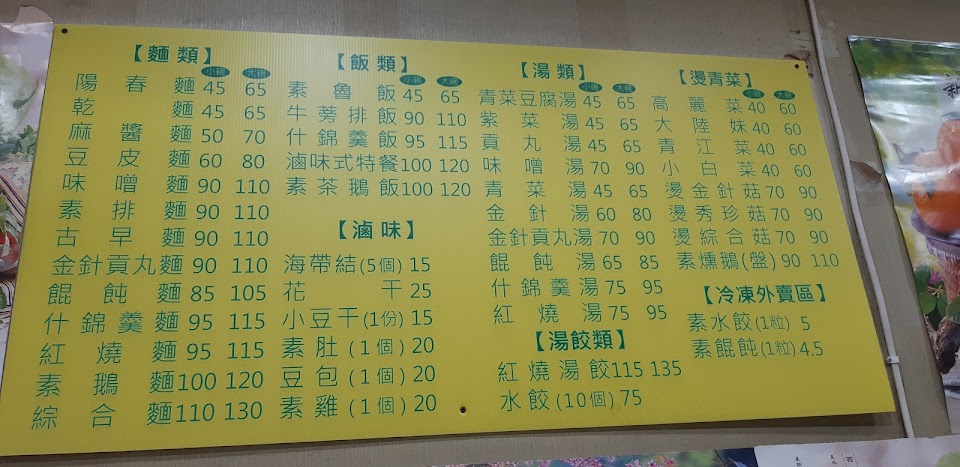 【麵類】
小碗 大碗
陽春麵 45 65
乾麵 45 65
麻醬麵 50 70
豆皮麵 60 80
味噌麵 90 110
素排麵 90 110
古早麵 90 110
金針貢丸麵 90 110
餛飩麵 85 105
什錦羹麵 95 115
紅燒麵 95 115
素鵝麵 100 120
綜合麵 110 130
【飯類】
小碗 大碗
素魯飯 45 65
牛蒡排飯 90 110
什錦羹飯 95 115
滷味式特餐 100 120
素茶鵝飯 100 120
【滷味】
海帶結(5個) 15
花干 25
小豆干(1份) 15
素肚(1個) 20
豆包(1個) 20
素雞(1個) 20
【湯類】
小碗 大碗
青菜豆腐湯 45 65
紫菜湯 45 65
貢丸湯 45 65
味噌湯 70 90
青菜湯 45 65
金針湯 60 80
金針貢丸湯 70 90
餛飩湯 65 85
什錦羹湯 75 95
紅燒湯 75 95
【湯餃類】
紅燒湯餃 115 135
水餃(10個) 75
【燙青菜】
小碗 大碗
高麗菜 40 60
大陸妹 40 60
青江菜 40 60
小白菜 40 60
燙金針菇 70 90
燙秀珍菇 70 90
燙綜合菇 70 90
素燻鵝(盤) 90 110
【冷凍外賣區】
素水餃(1粒) 5
素餛飩(1粒) 4.5